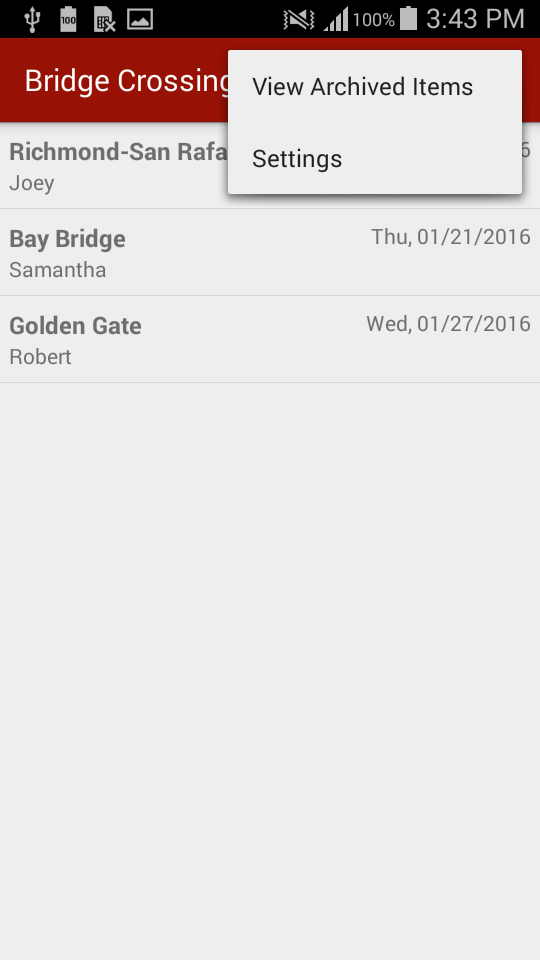 100 100% 3:43 PM
Bridge Crossing
View Archived Items
Settings
Richmond-San Rafa 6
Joey
Bay Bridge Thu, 01/21/2016
Samantha
Golden Gate Wed, 01/27/2016
Robert